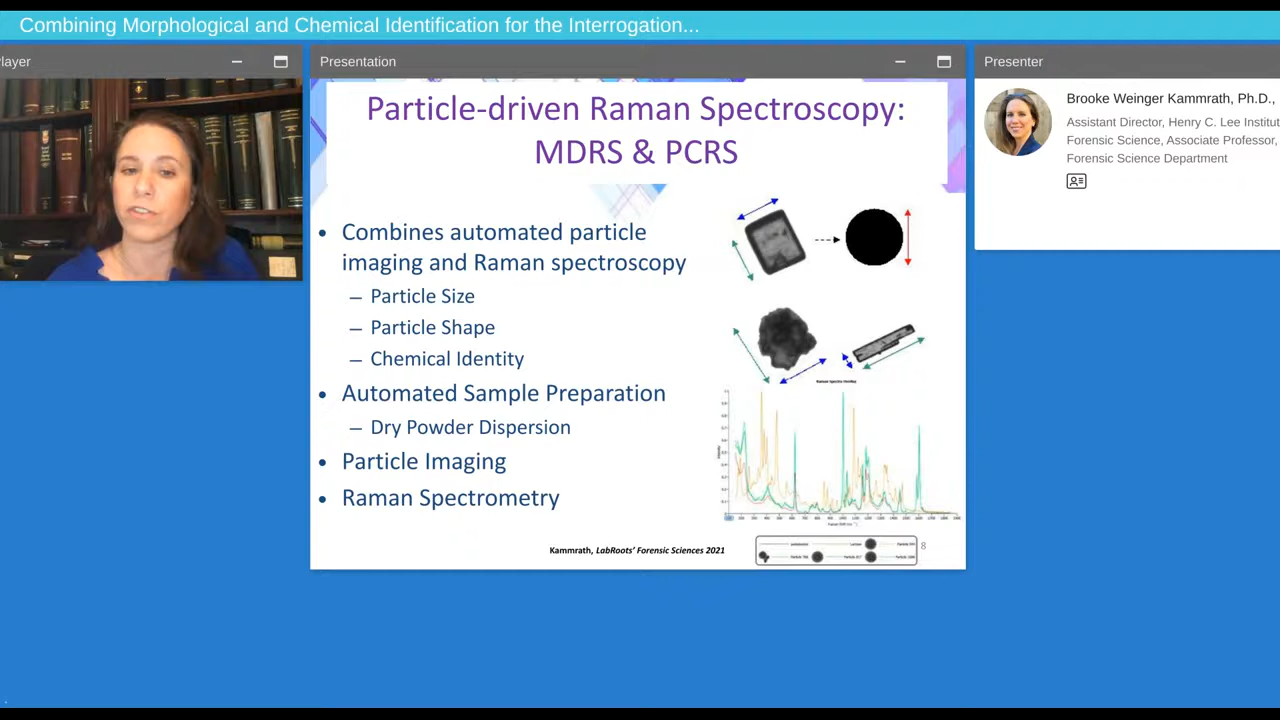 Combining Morphological and Chemical Identification for the Interrogation...
layer
Presentation
Presenter
Particle-driven Raman Spectroscopy:
MDRS & PCRS
• Combines automated particle
imaging and Raman spectroscopy
– Particle Size
– Particle Shape
– Chemical Identity
• Automated Sample Preparation
– Dry Powder Dispersion
• Particle Imaging
• Raman Spectrometry
Kammrath, LabRoots' Forensic Sciences 2021
8
Raman Spectra Overlay
Brooke Weinger Kammrath, Ph.D.,
Assistant Director, Henry C. Lee Institut
Forensic Science, Associate Professor,
Forensic Science Department